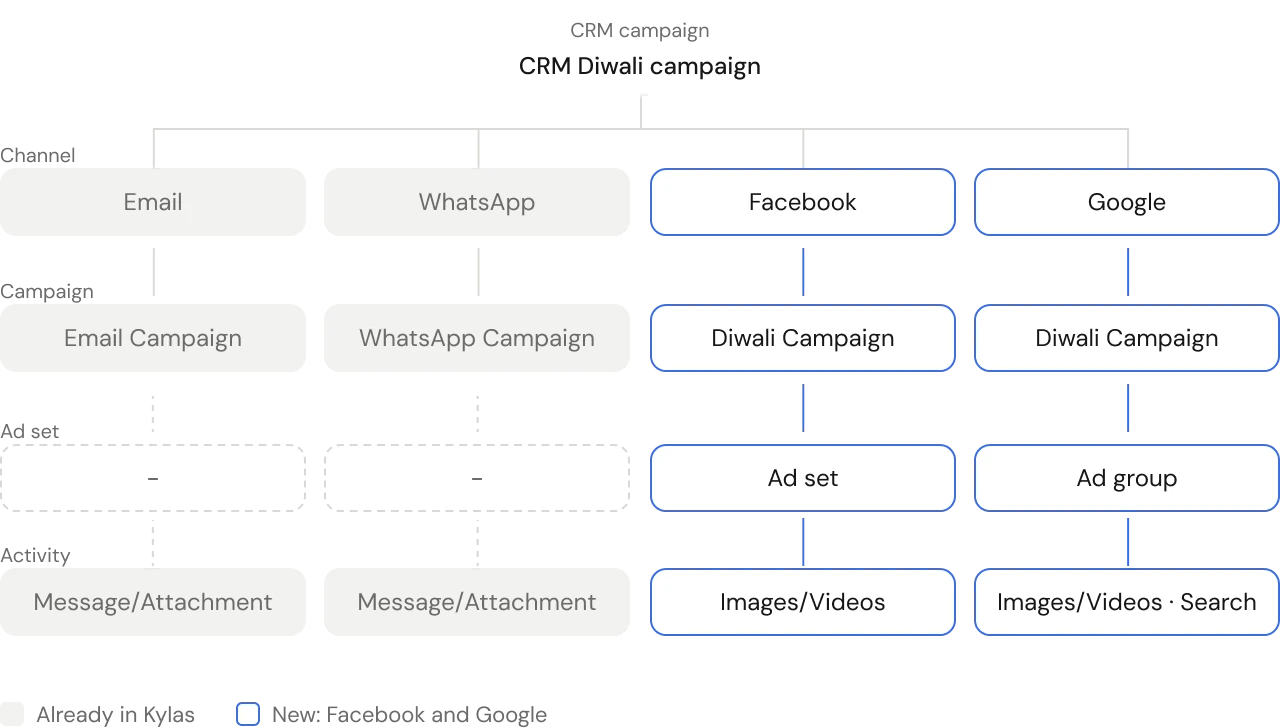 CRM campaign
CRM Diwali campaign
Channel
Email
WhatsApp
Facebook
Google
Campaign
Email Campaign
WhatsApp Campaign
Diwali Campaign
Diwali Campaign
Ad set
–
–
Ad set
Ad group
Activity
Message/Attachment
Message/Attachment
Images/Videos
Images/Videos · Search
Already in Kylas
New: Facebook and Google